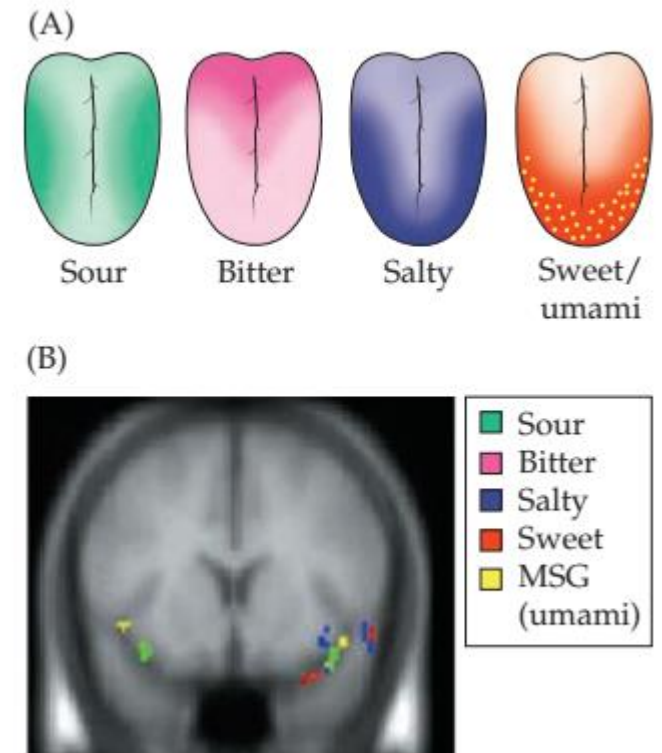 (A)
Sour
Bitter
Salty
Sweet/
umami
(B)
Sour
Bitter
Salty
Sweet
MSG
(umami)